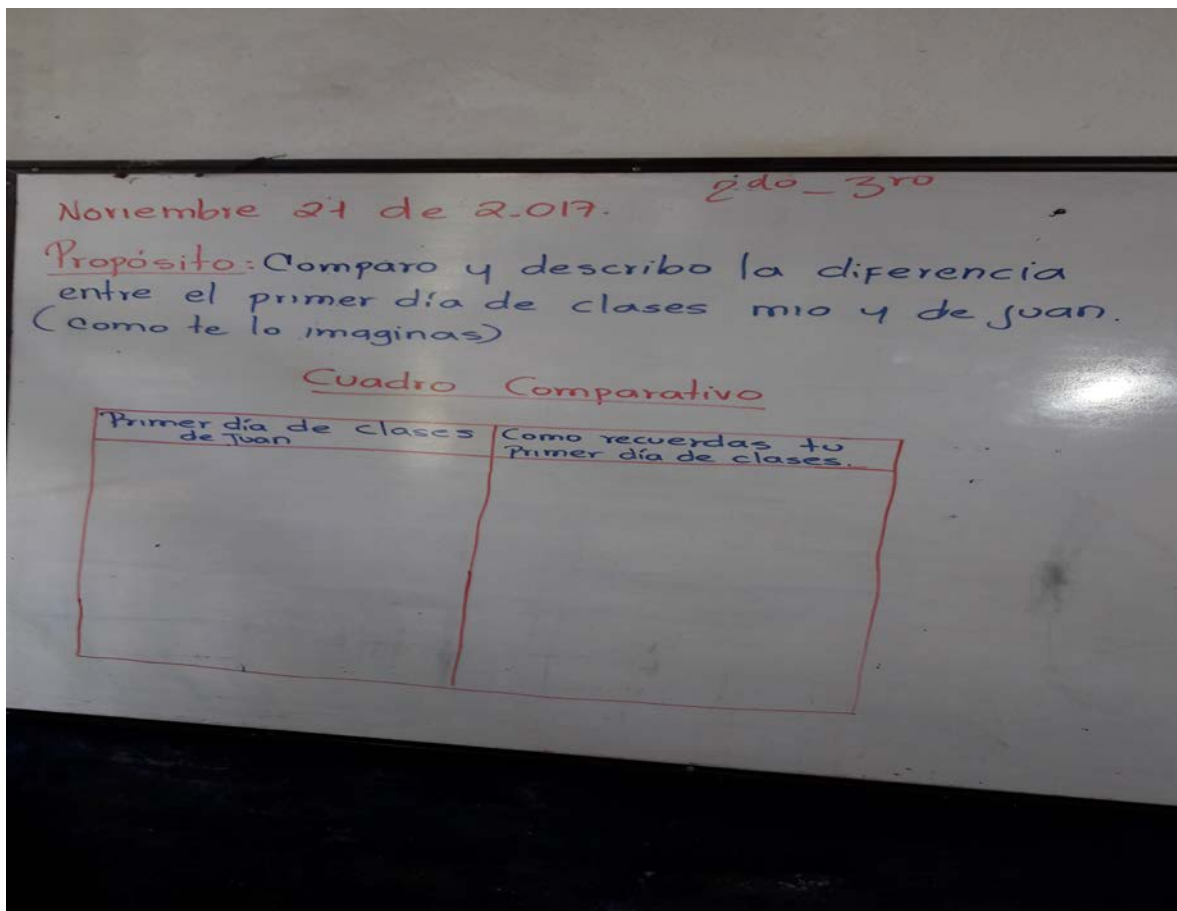 2do - 3ro
Noviembre 21 de 2.017.
Propósito: Comparo y describo la diferencia
entre el primer día de clases mio y de Juan.
(como te lo imaginas)
Cuadro Comparativo
Primer día de clases
de Juan
Como recuerdas tu
Primer día de clases.